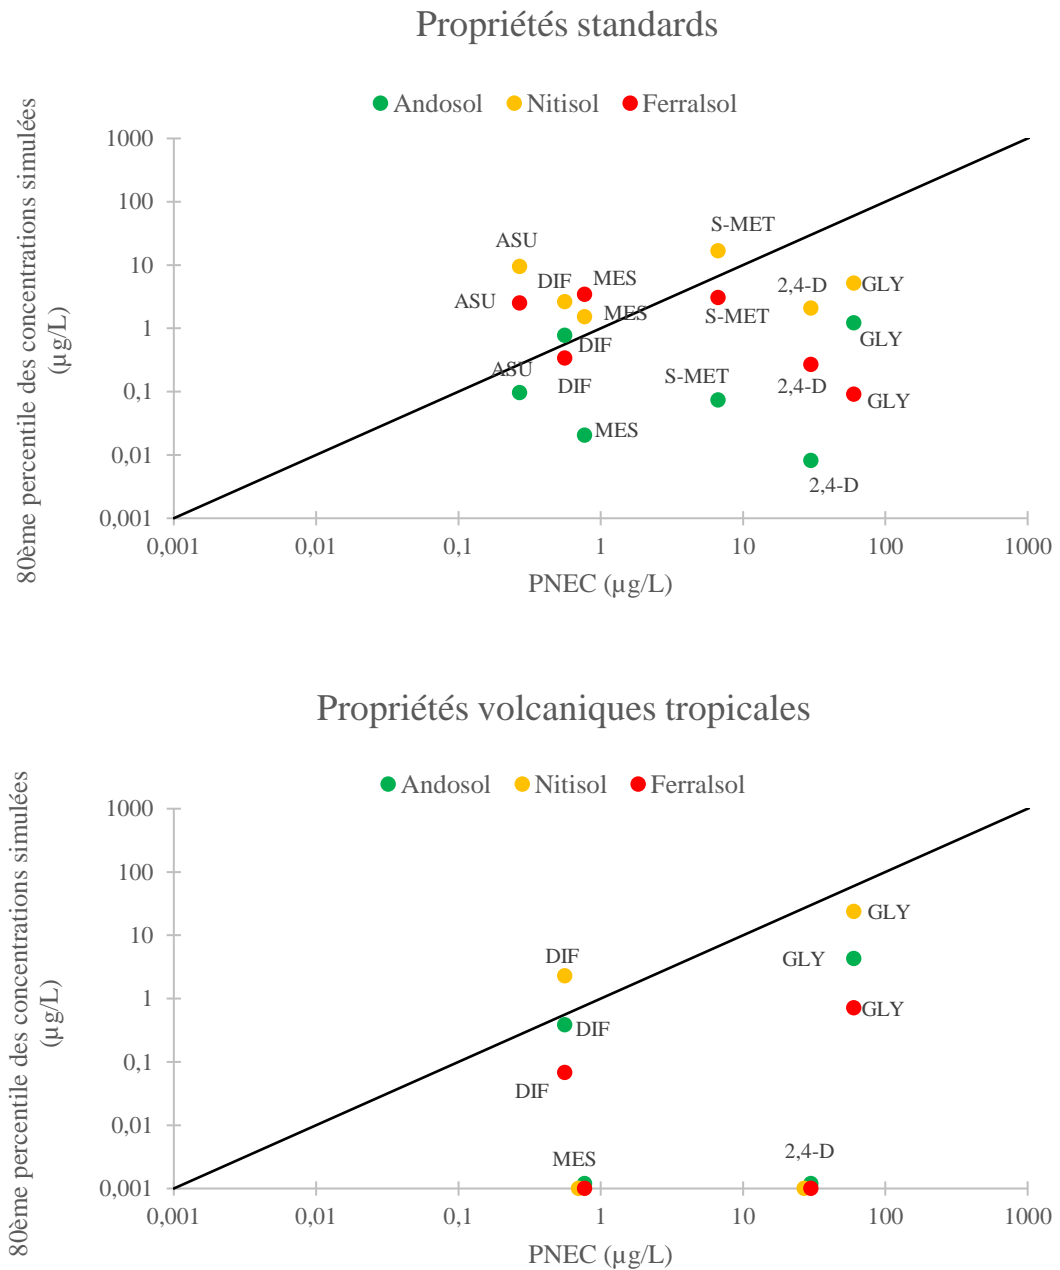 Propriétés standards
Andosol Nitisol Ferralsol
80ème percentile des concentrations simulées
(µg/L)
1000
100
10
1
0,1
0,01
0,001
ASU
S-MET
DIF
MES
2,4-D
GLY
ASU
MES
S-MET
DIF
GLY
ASU
DIF
S-MET
2,4-D
GLY
MES
2,4-D
0,001 0,01 0,1 1 10 100 1000
PNEC (µg/L)
Propriétés volcaniques tropicales
Andosol Nitisol Ferralsol
80ème percentile des concentrations simulées
(µg/L)
1000
100
10
1
0,1
0,01
0,001
GLY
DIF
GLY
DIF
GLY
DIF
MES
2,4-D
0,001 0,01 0,1 1 10 100 1000
PNEC (µg/L)